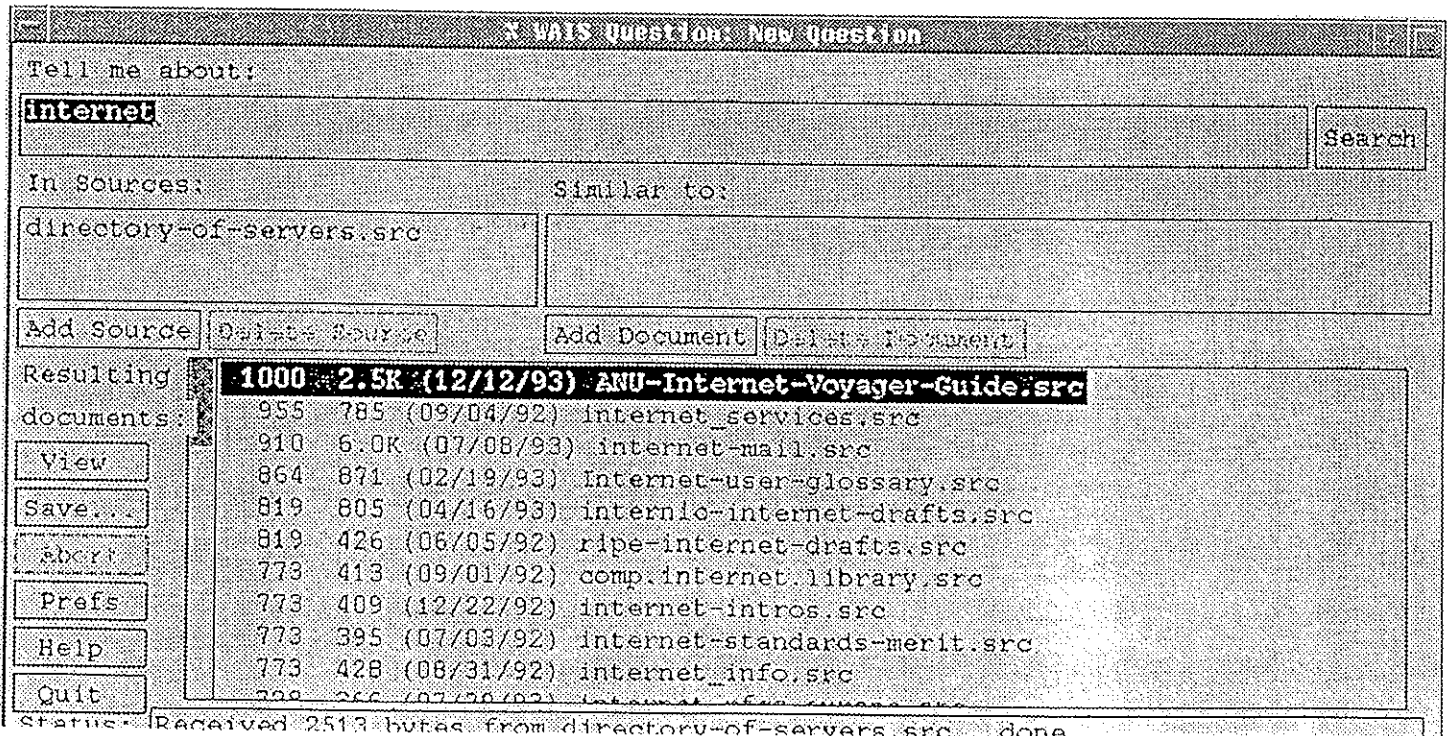 X WAIS Question: New Question
Tell me about:
internet
Search
In Sources:
Similar to:
directory-of-servers.src
Add Source Delete Source Add Document Delete Document
Resulting
documents:
1000 2.5K (12/12/93) ANU-Internet-Voyager-Guide.src
955 785 (09/04/92) internet_services.src
910 6.0K (07/08/93) internet-mail.src
864 871 (02/19/93) Internet-user-glossary.src
819 805 (04/16/93) internic-internet-drafts.src
819 426 (06/05/92) ripe-internet-drafts.src
773 413 (09/01/92) comp.internet.library.src
773 409 (12/22/92) internet-intros.src
773 395 (07/03/92) internet-standards-merit.src
773 428 (08/31/92) internet_info.src
View
Save...
Abort
Prefs
Help
Quit
Status: Received 2513 bytes from directory-of-servers.src done